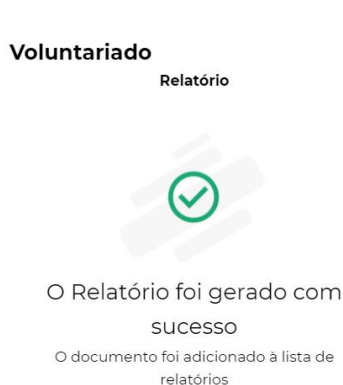 Voluntariado
Relatório
O Relatório foi gerado com
sucesso
O documento foi adicionado à lista de
relatórios